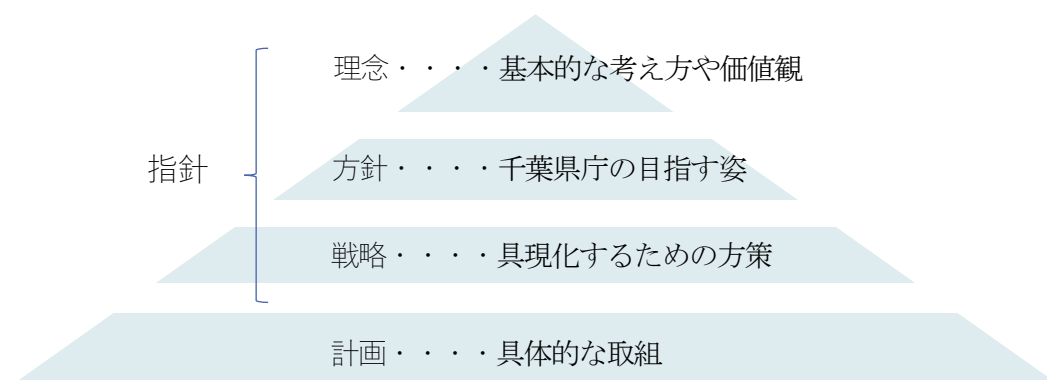 理念・・・・基本的な考え方や価値観
指針
方針・・・・千葉県庁の目指す姿
戦略・・・・具現化するための方策
計画・・・・具体的な取組